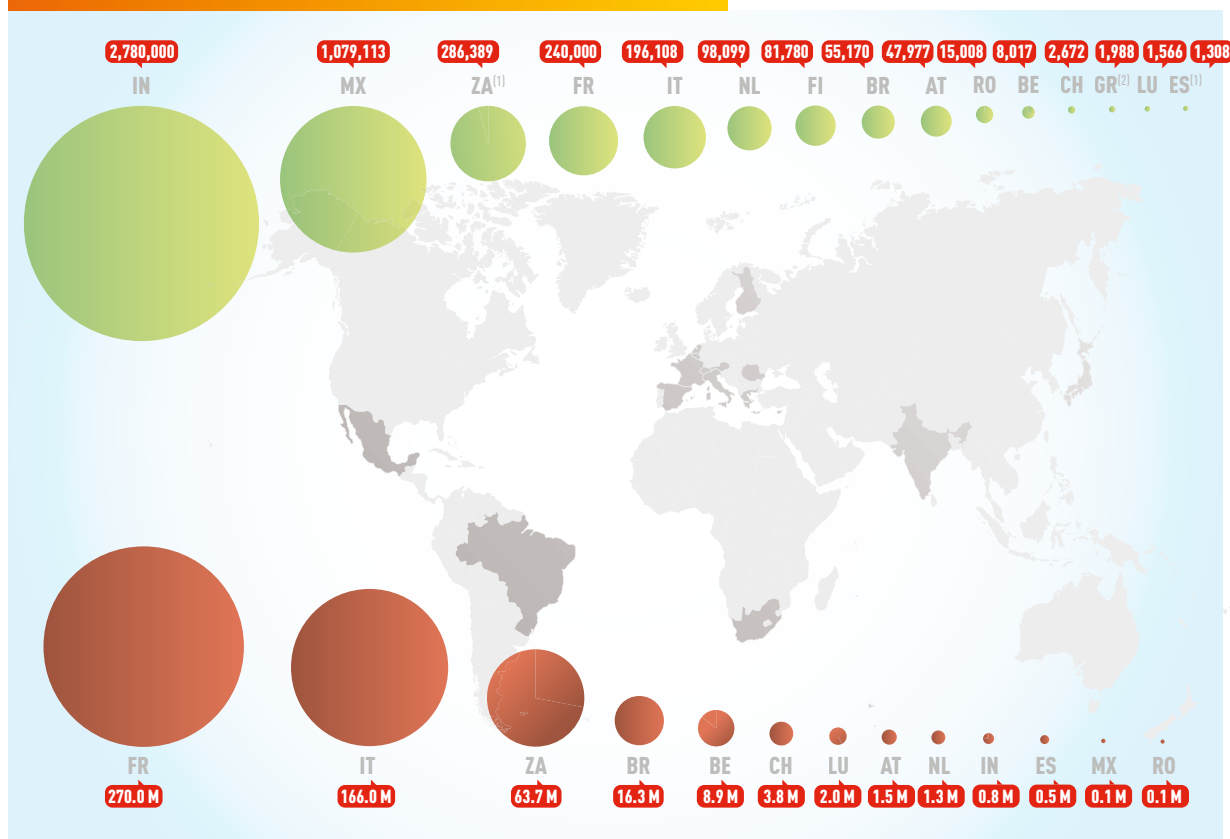 2,780,000 1,079,113 286,389 240,000 196,108 98,099 81,780 55,170 47,977 15,008 8,017 2,672 1,988 1,566 1,308
IN MX ZA(1) FR IT NL FI BR AT RO BE CH GR(2) LU ES(1)
FR IT ZA BR BE CH LU AT NL IN ES MX RO
270.0 M 166.0 M 63.7 M 16.3 M 8.9 M 3.8 M 2.0 M 1.5 M 1.3 M 0.8 M 0.5 M 0.1 M 0.1 M